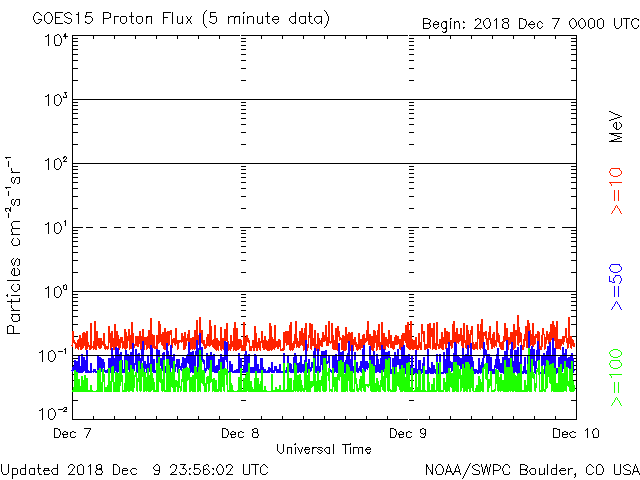 GOES15 Proton Flux (5 minute data)
Begin: 2018 Dec 7 0000 UTC
10⁴
10³
10²
10¹
10⁰
10⁻¹
10⁻²
Particles cm⁻²s⁻¹sr⁻¹
MeV
>=10
>=50
>=100
Dec 7
Dec 8
Dec 9
Dec 10
Universal Time
Updated 2018 Dec 9 23:56:02 UTC
NOAA/SWPC Boulder, CO USA